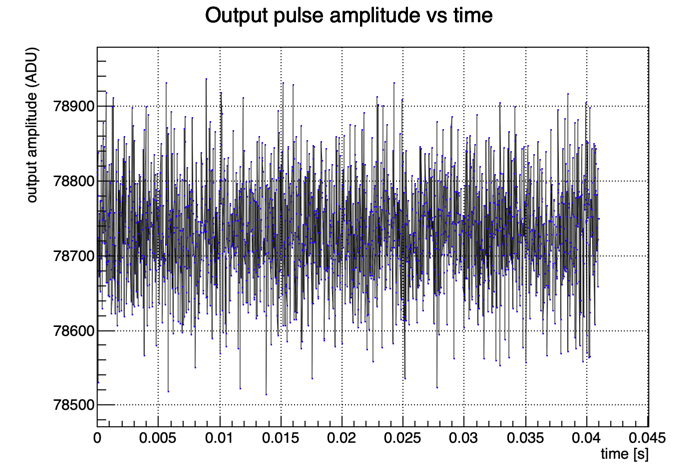 Output pulse amplitude vs time
output amplitude (ADU)
78900
78800
78700
78600
78500
0 0.005 0.01 0.015 0.02 0.025 0.03 0.035 0.04 0.045
time [s]